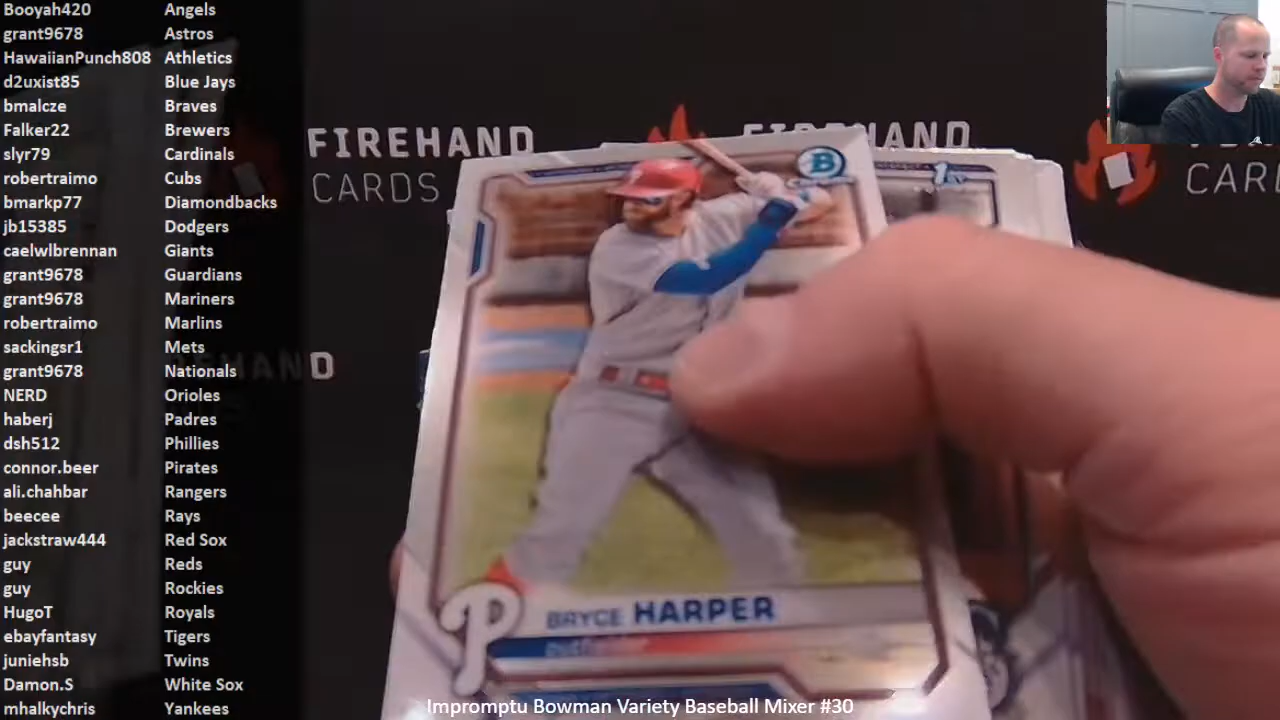 Booyah420 Angels
grant9678 Astros
HawaiianPunch808 Athletics
d2uxist85 Blue Jays
bmalcze Braves
Falker22 Brewers
slyr79 Cardinals
robertraimo Cubs
bmarkp77 Diamondbacks
jb15385 Dodgers
caelwlbrennan Giants
grant9678 Guardians
grant9678 Mariners
robertraimo Marlins
sackingsr1 Mets
grant9678 Nationals
NERD Orioles
haberj Padres
dsh512 Phillies
connor.beer Pirates
ali.chahbar Rangers
beecee Rays
jackstraw444 Red Sox
guy Reds
guy Rockies
HugoT Royals
ebayfantasy Tigers
juniehsb Twins
Damon.S White Sox
mhalkychris Yankees
FIREHAND
CARDS
B
1st
P
BRYCE HARPER
Impromptu Bowman Variety Baseball Mixer #30